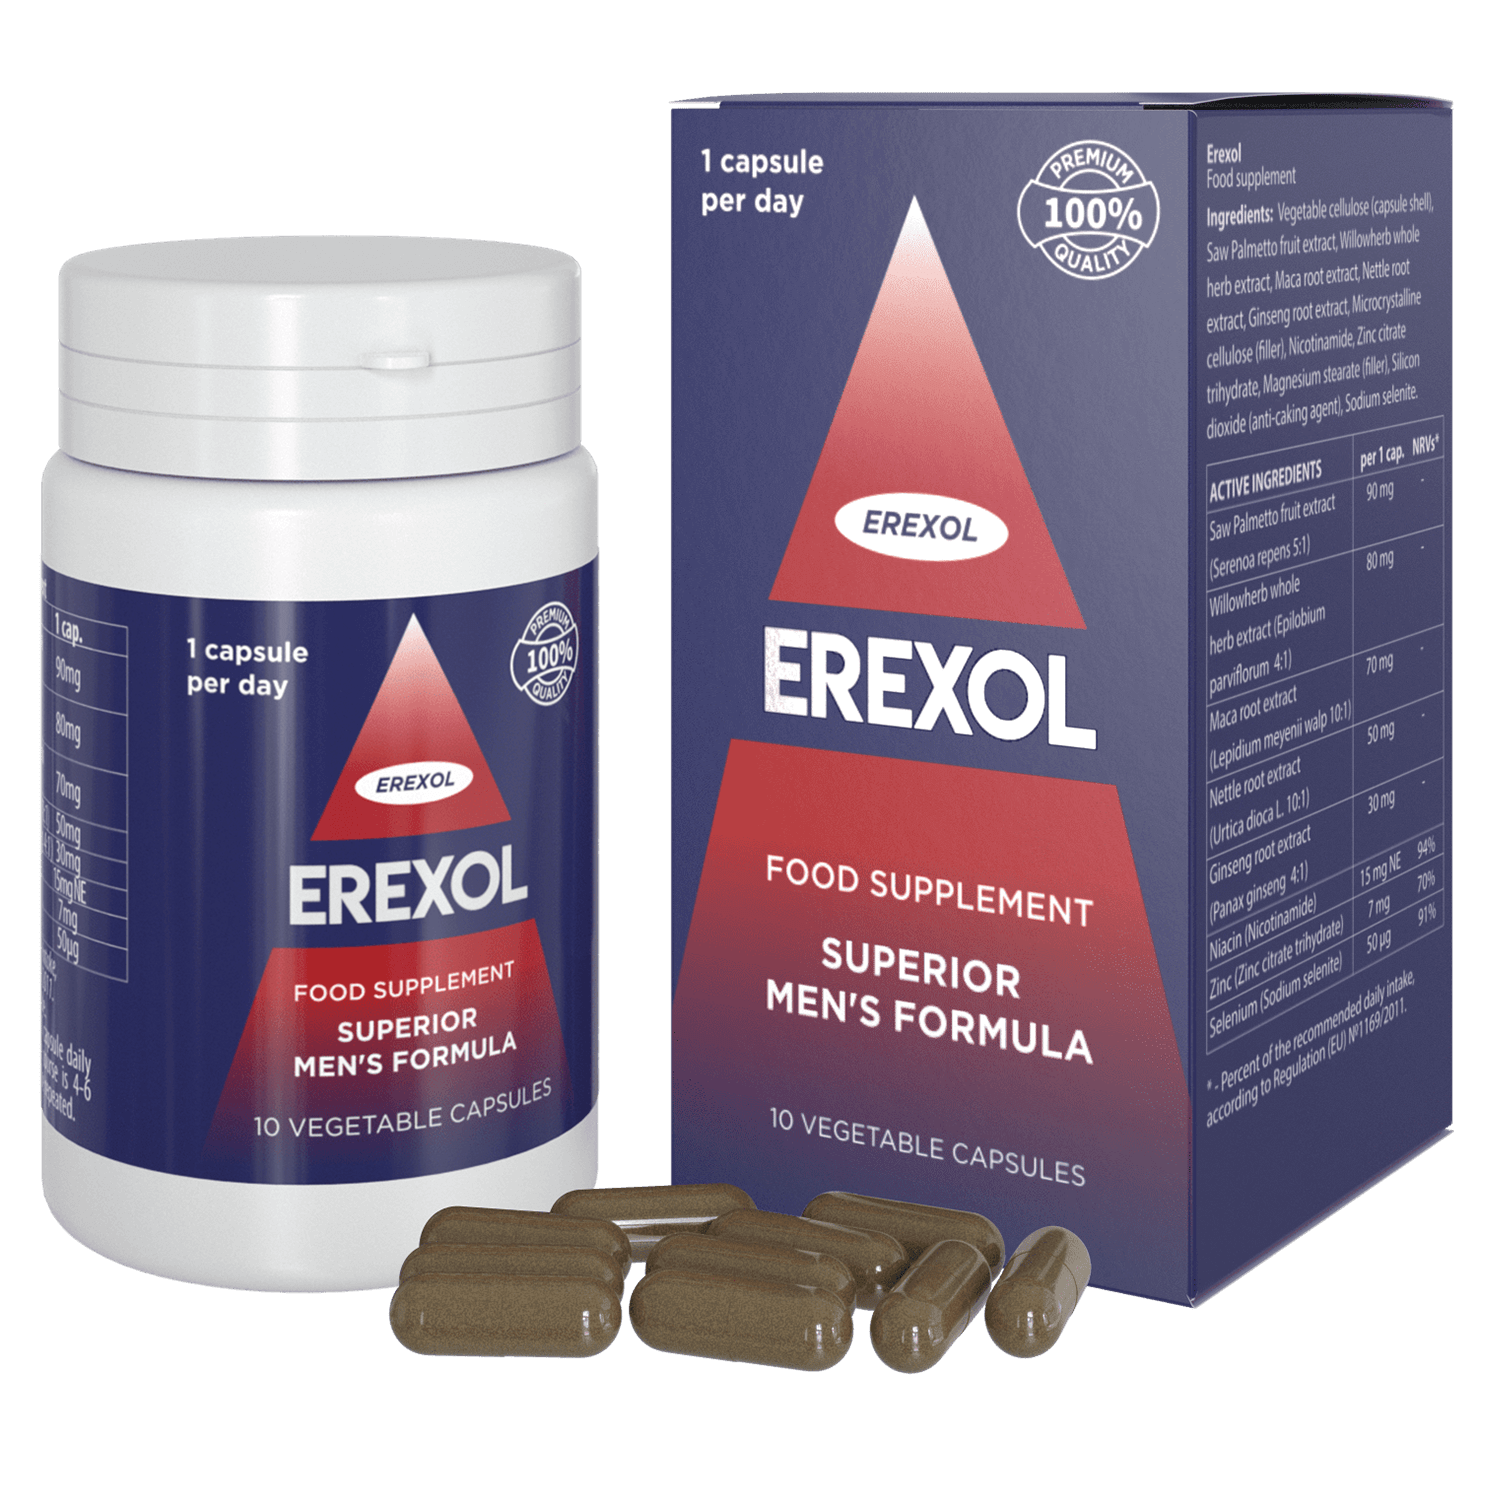 1 cap.
90mg
80mg
70mg
50mg
30mg
15mgNE
7mg
50µg
daily
is 4-6
1 capsule
per day
PREMIUM
100%
QUALITY
EREXOL
EREXOL
FOOD SUPPLEMENT
SUPERIOR
MEN'S FORMULA
10 VEGETABLE CAPSULES
1 capsule
per day
PREMIUM
100%
QUALITY
EREXOL
EREXOL
FOOD SUPPLEMENT
SUPERIOR
MEN'S FORMULA
10 VEGETABLE CAPSULES
Erexol
Food supplement
Ingredients: Vegetable cellulose (capsule shell),
Saw Palmetto fruit extract, Willowherb whole
herb extract, Maca root extract, Nettle root
extract, Ginseng root extract, Microcrystalline
cellulose (filler), Nicotinamide, Zinc citrate
trihydrate, Magnesium stearate (filler), Silicon
dioxide (anti-caking agent), Sodium selenite.
ACTIVE INGREDIENTS per 1 cap. NRVs*
Saw Palmetto fruit extract 90 mg -
(Serenoa repens 5:1)
Willowherb whole 80 mg -
herb extract (Epilobium
parviflorum 4:1)
Maca root extract 70 mg -
(Lepidium meyenii walp 10:1)
Nettle root extract 50 mg -
(Urtica dioca L. 10:1)
Ginseng root extract 30 mg -
(Panax ginseng 4:1)
Niacin (Nicotinamide) 15 mg NE 94%
Zinc (Zinc citrate trihydrate) 7 mg 70%
Selenium (Sodium selenite) 50 µg 91%
* - Percent of the recommended daily intake,
according to Regulation (EU) №1169/2011.